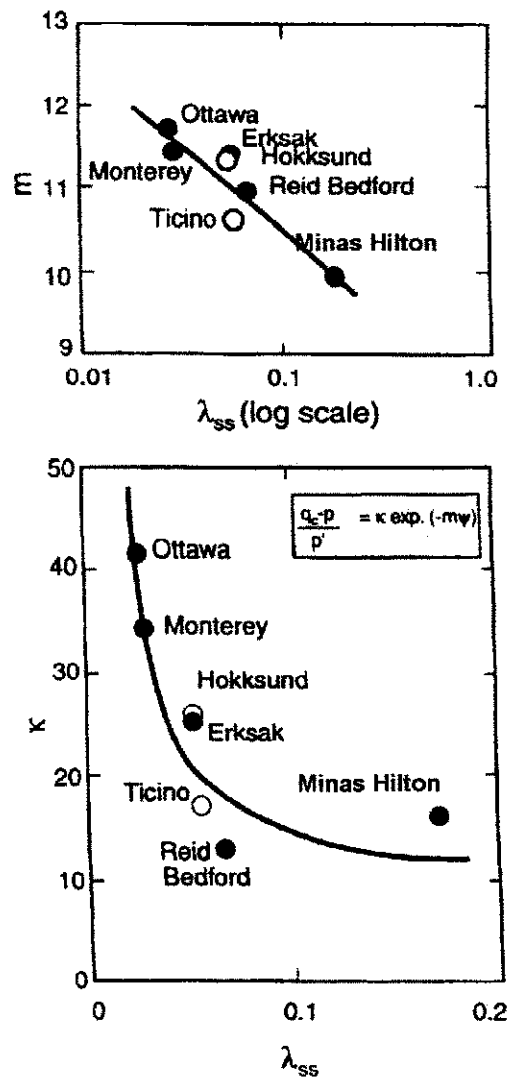 13
12
11
10
9
m
Ottawa
Erksak
Monterey
Hokksund
Reid Bedford
Ticino
Minas Hilton
0.01
0.1
1.0
λss (log scale)
50
40
30
20
10
0
κ
qc-p
p'
= κ exp. (-mψ)
Ottawa
Monterey
Hokksund
Erksak
Ticino
Minas Hilton
Reid
Bedford
0
0.1
0.2
λss